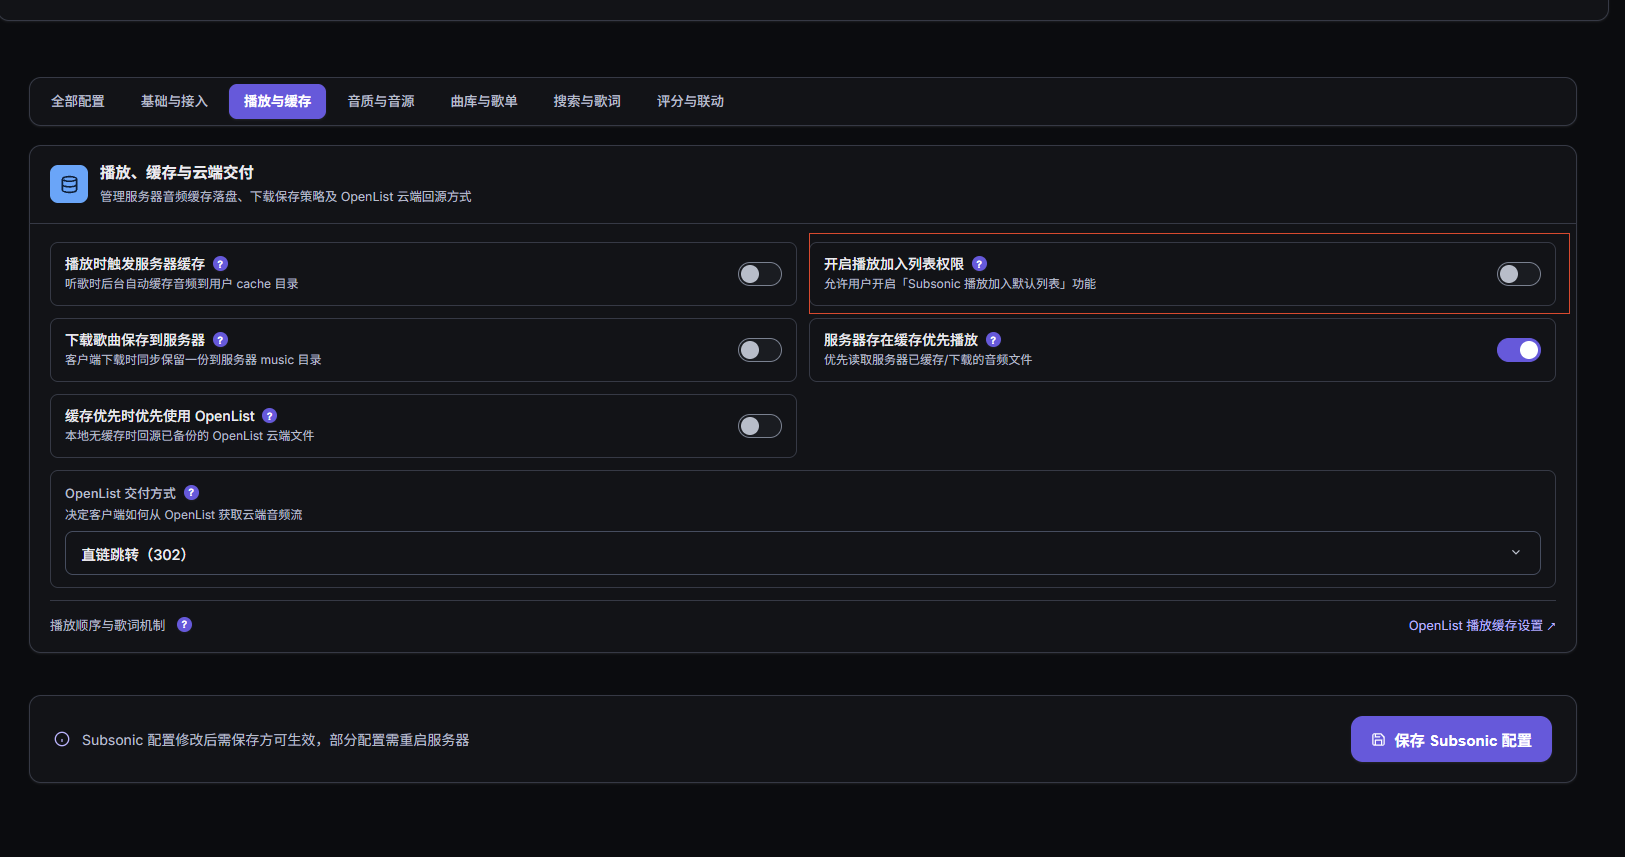 全部配置 基础与接入 播放与缓存 音质与音源 曲库与歌单 搜索与歌词 评分与联动
播放、缓存与云端交付
管理服务器音频缓存落盘、下载保存策略及 OpenList 云端回源方式
播放时触发服务器缓存 ?
听歌时后台自动缓存音频到用户 cache 目录
开启播放加入列表权限 ?
允许用户开启「Subsonic 播放加入默认列表」功能
下载歌曲保存到服务器 ?
客户端下载时同步保留一份到服务器 music 目录
服务器存在缓存优先播放 ?
优先读取服务器已缓存/下载的音频文件
缓存优先时优先使用 OpenList ?
本地无缓存时回源已备份的 OpenList 云端文件
OpenList 交付方式 ?
决定客户端如何从 OpenList 获取云端音频流
直链跳转（302）
播放顺序与歌词机制 ?
OpenList 播放缓存设置 ↗
Subsonic 配置修改后需保存方可生效，部分配置需重启服务器
保存 Subsonic 配置